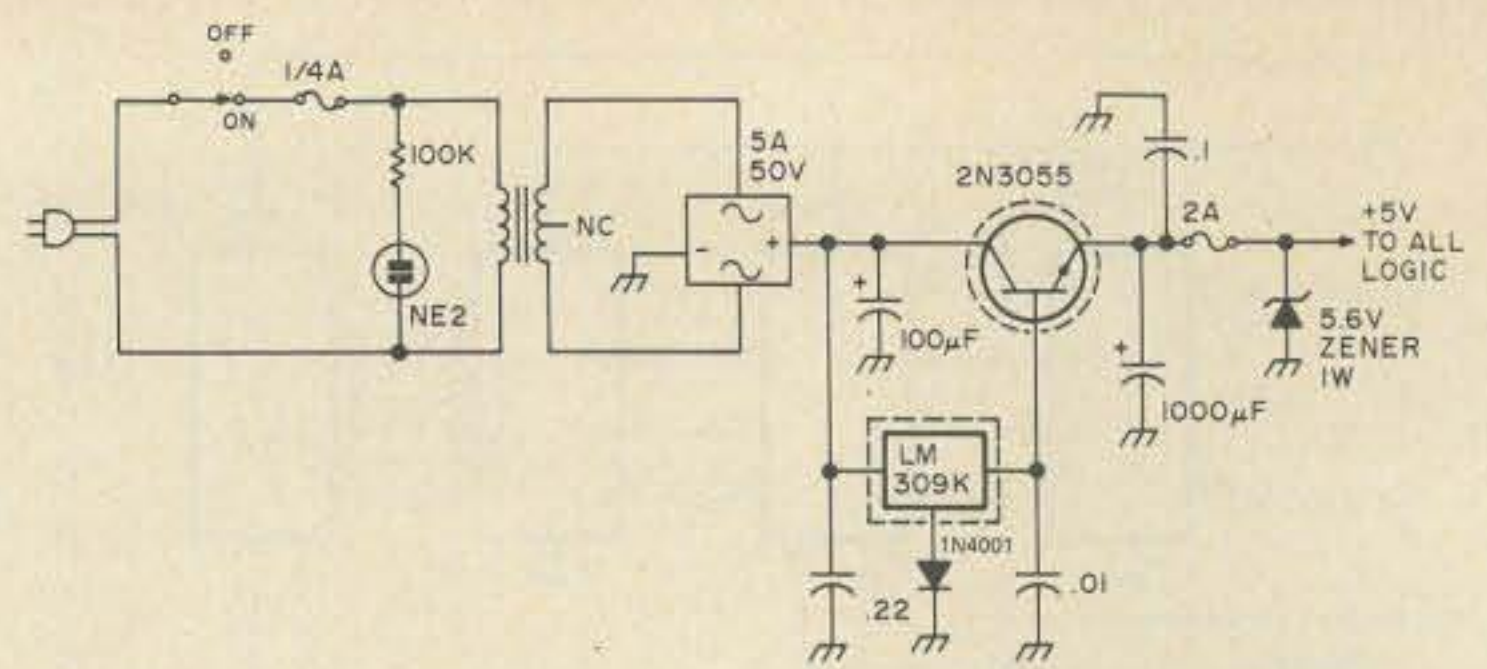 OFF
1/4A
ON
100K
NE2
NC
5A
50V
-
+
+
100µF
2N3055
.1
2A
+5V
TO ALL
LOGIC
5.6V
ZENER
1W
+
1000µF
LM
309K
1N4001
.22
.01